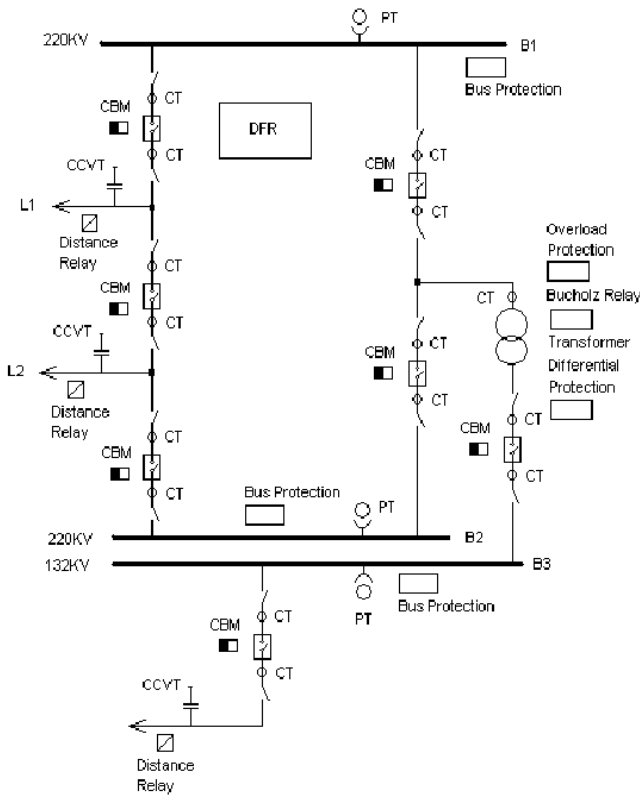 PT
220KV
B1
Bus Protection
CT
CBM
DFR
CT
CCVT
CT
CBM
CT
L1
Distance
Relay
Overload
Protection
CT
CBM
CT
Bucholz Relay
CT
Transformer
Differential
Protection
CCVT
CT
L2
CBM
Distance
Relay
CT
CT
CBM
CT
CBM
CT
CT
Bus Protection
PT
220KV
B2
132KV
B3
Bus Protection
PT
CT
CBM
CT
CCVT
Distance
Relay